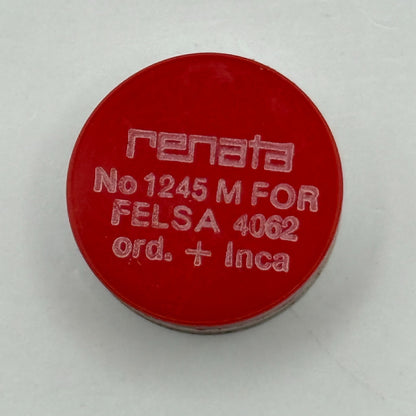 renata
No 1245 M FOR
FELSA 4062
ord. + Inca